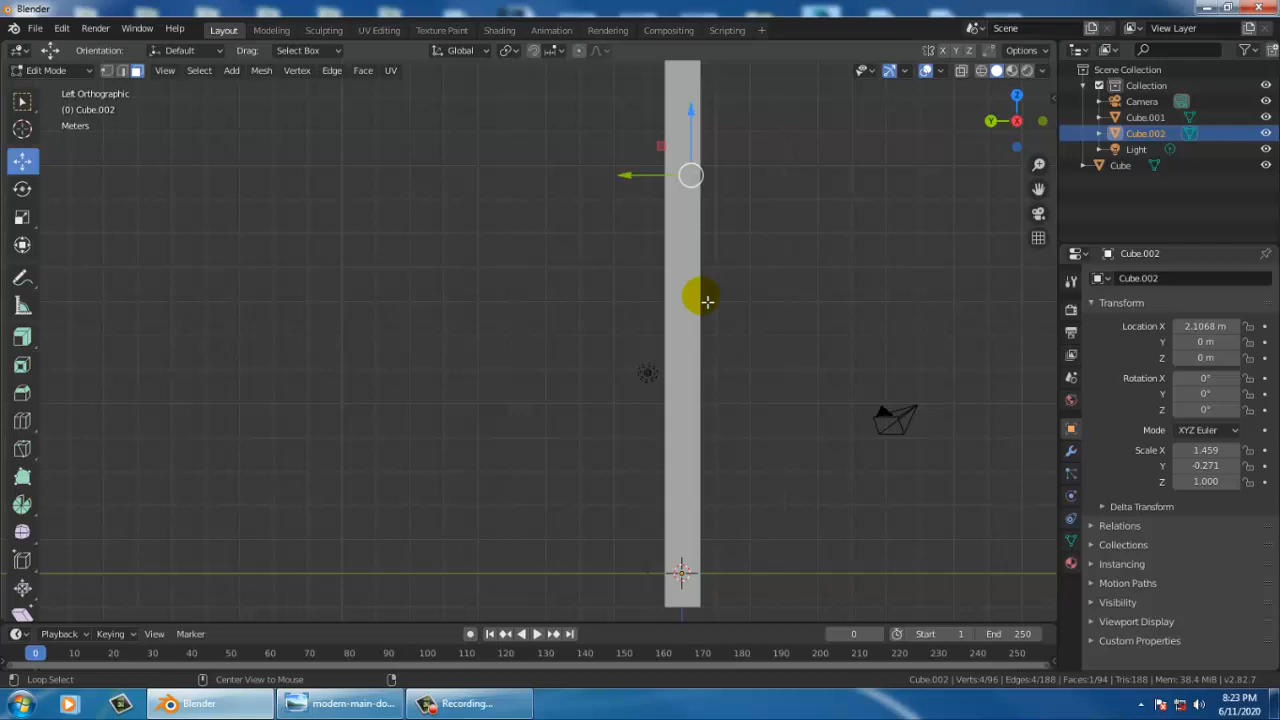 Blender
File Edit Render Window Help Layout Modeling Sculpting UV Editing Texture Paint Shading Animation Rendering Compositing Scripting + Scene View Layer
Orientation: Default Drag: Select Box Global X Y Z Options
Edit Mode View Select Add Mesh Vertex Edge Face UV
Left Orthographic
(0) Cube.002
Meters
Z
Y X
Scene Collection
Collection
Camera
Cube.001
Cube.002
Light
Cube
Cube.002
Cube.002
Transform
Location X 2.1068 m
Y 0 m
Z 0 m
Rotation X 0°
Y 0°
Z 0°
Mode XYZ Euler
Scale X 1.459
Y -0.271
Z 1.000
Delta Transform
Relations
Collections
Instancing
Motion Paths
Visibility
Viewport Display
Custom Properties
Playback Keying View Marker 0 Start 1 End 250
0 10 20 30 40 50 60 70 80 90 100 110 120 130 140 150 160 170 180 190 200 210 220 230 240 250
Loop Select Center View to Mouse Cube.002 | Verts:4/96 | Edges:4/188 | Faces:1/94 | Tris:188 | Mem: 38.4 MiB | v2.82.7
Blender modern-main-do... Recording... 8:23 PM
6/11/2020